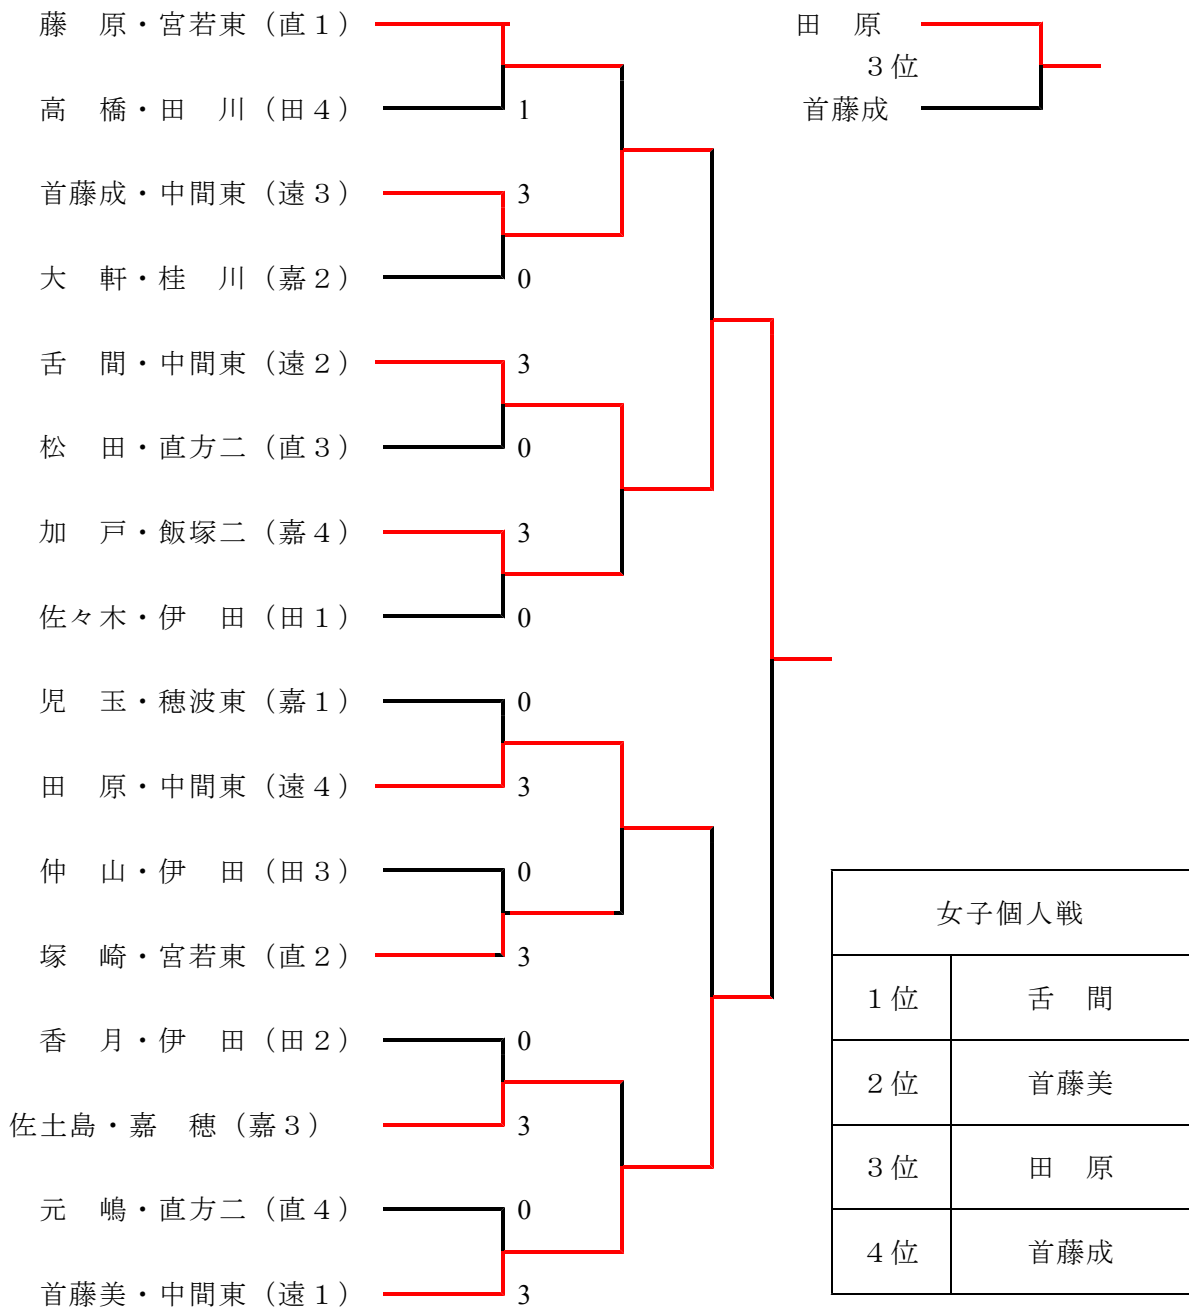 藤　原・宮若東（直１）
高　橋・田　川（田４）
1
首藤成・中間東（遠３）
3
大　軒・桂　川（嘉２）
0
舌　間・中間東（遠２）
3
松　田・直方二（直３）
0
加　戸・飯塚二（嘉４）
3
佐々木・伊　田（田１）
0
児　玉・穂波東（嘉１）
0
田　原・中間東（遠４）
3
仲　山・伊　田（田３）
0
塚　崎・宮若東（直２）
3
香　月・伊　田（田２）
0
佐土島・嘉　穂（嘉３）
3
元　嶋・直方二（直４）
0
首藤美・中間東（遠１）
3
田　原
３位
首藤成
女子個人戦
１位　舌　間
２位　首藤美
３位　田　原
４位　首藤成